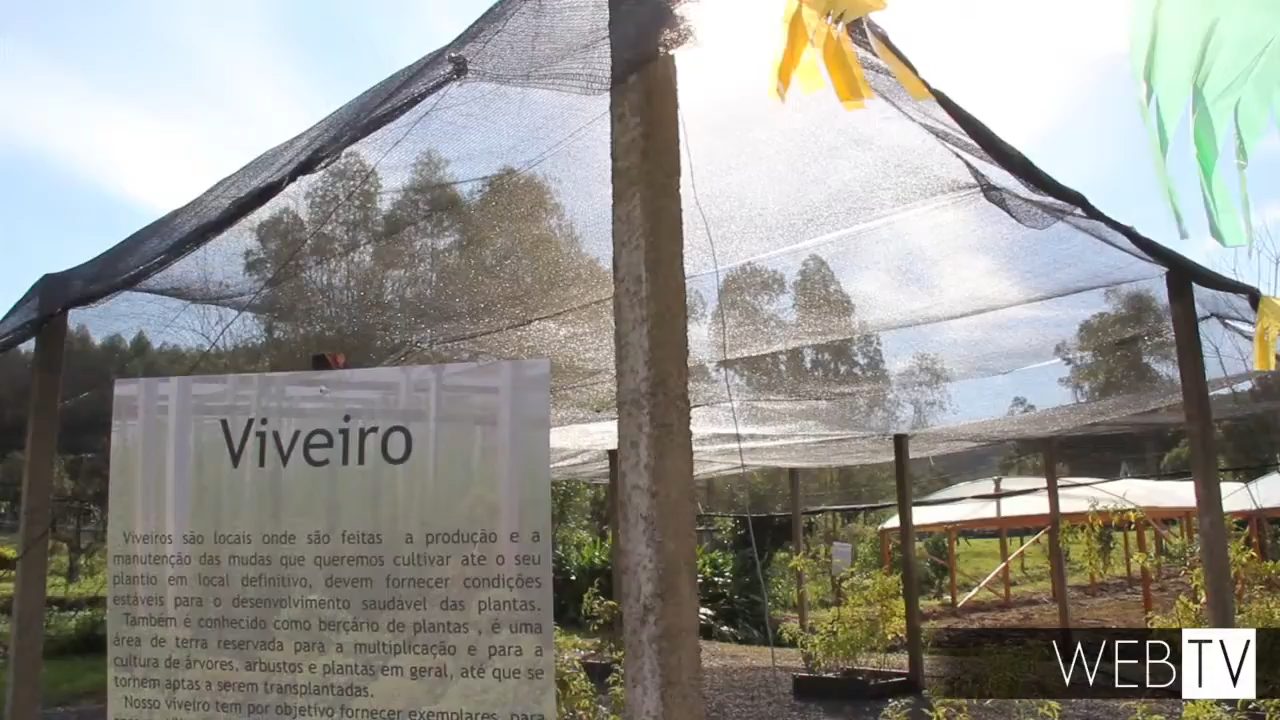 Viveiro
Viveiros são locais onde são feitas a produção e a
manutenção das mudas que queremos cultivar ate o seu
plantio em local definitivo, devem fornecer condições
estáveis para o desenvolvimento saudável das plantas.
Também é conhecido como berçário de plantas , é uma
área de terra reservada para a multiplicação e para a
cultura de árvores, arbustos e plantas em geral, até que se
tornem aptas a serem transplantadas.
Nosso viveiro tem por objetivo fornecer exemplares para
WEBTV